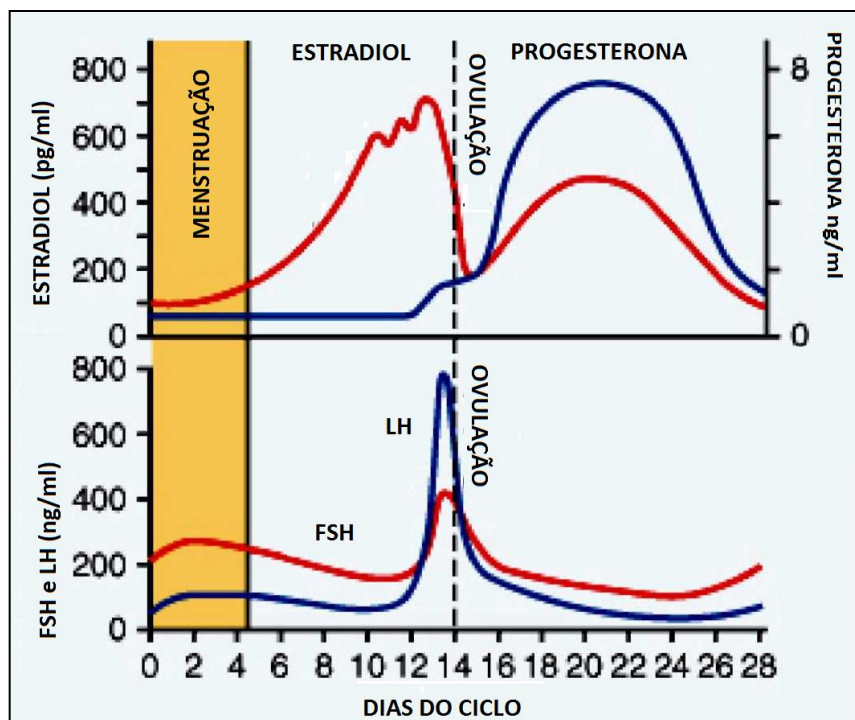 ESTRADIOL
PROGESTERONA
PROGESTERONA ng/ml
ESTRADIOL (pg/ml)
MENSTRUAÇÃO
OVULAÇÃO
800
600
400
200
0
8
0
FSH e LH (ng/ml)
800
600
400
200
0
LH
FSH
OVULAÇÃO
0 2 4 6 8 10 12 14 16 18 20 22 24 26 28
DIAS DO CICLO